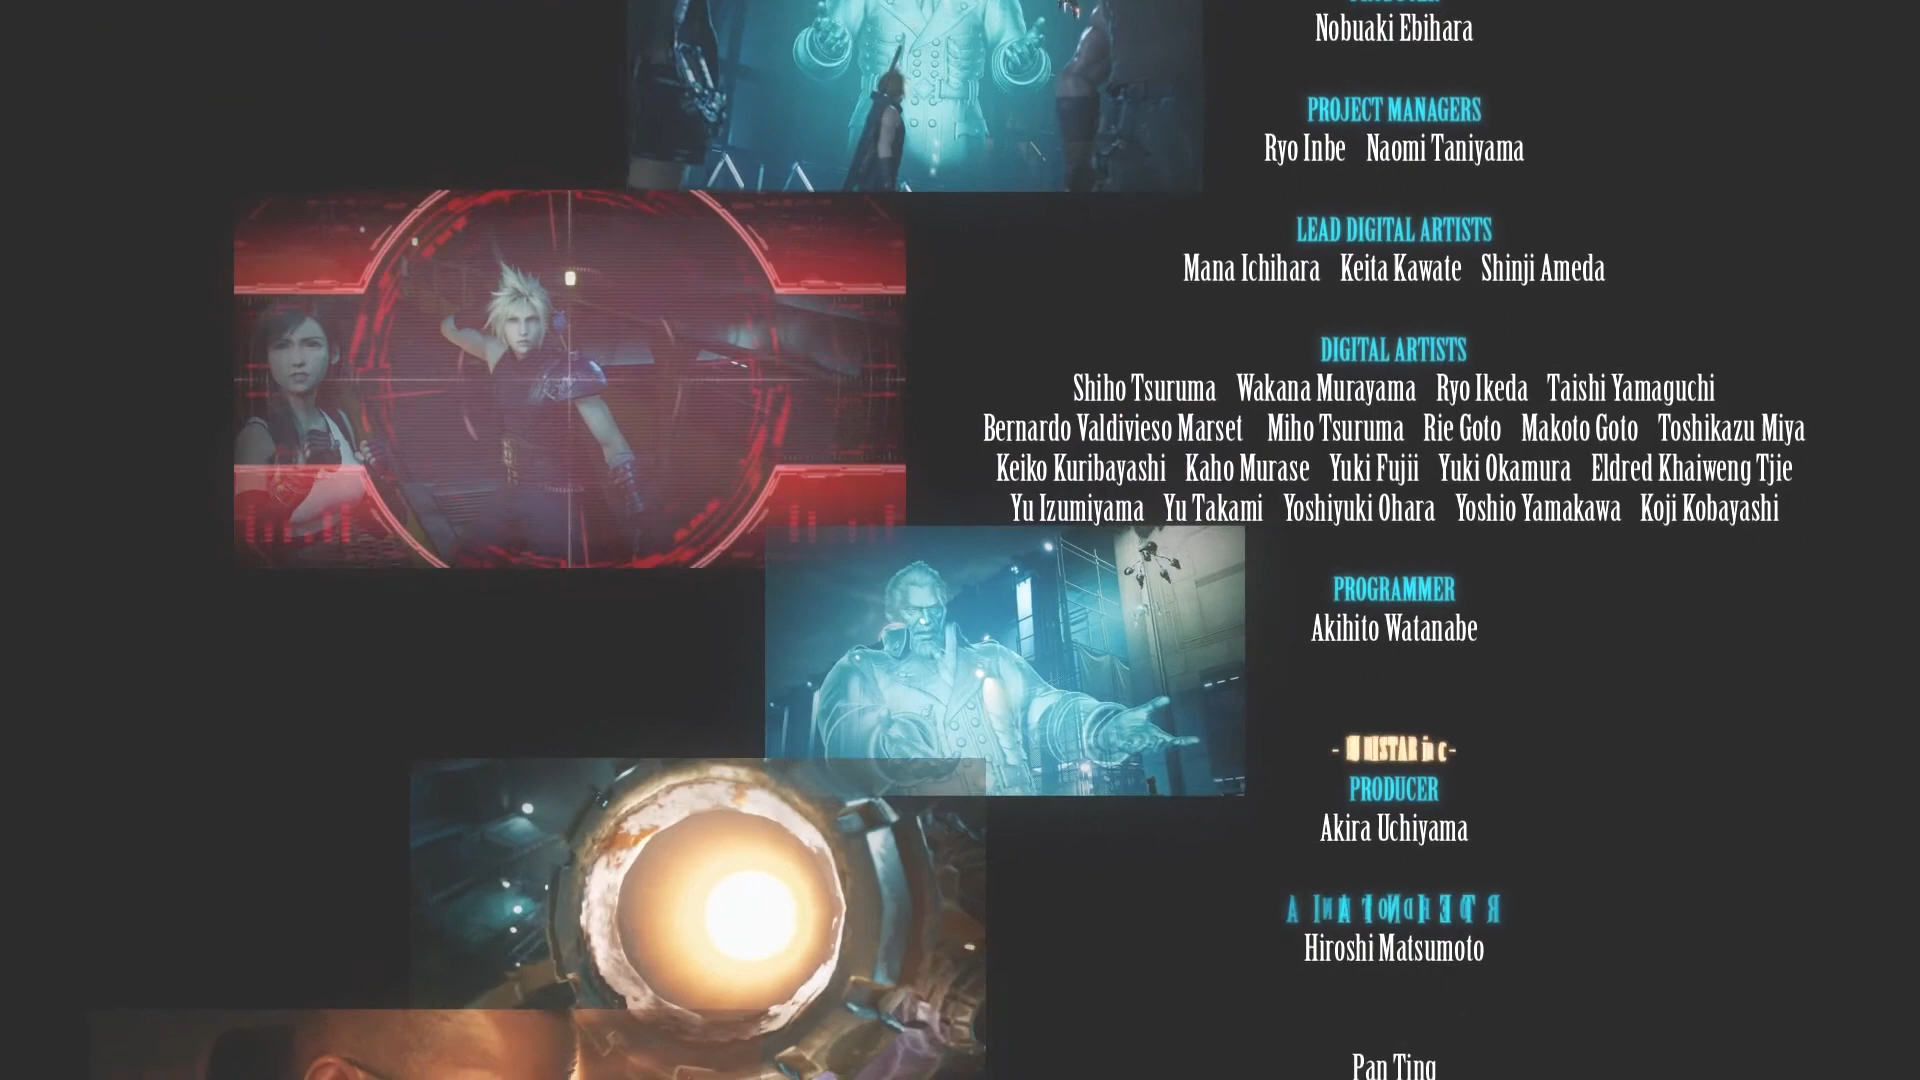 Nobuaki Ebihara
PROJECT MANAGERS
Ryo Inbe Naomi Taniyama
LEAD DIGITAL ARTISTS
Mana Ichihara Keita Kawate Shinji Ameda
DIGITAL ARTISTS
Shiho Tsuruma Wakana Murayama Ryo Ikeda Taishi Yamaguchi
Bernardo Valdivieso Marset Miho Tsuruma Rie Goto Makoto Goto Toshikazu Miya
Keiko Kuribayashi Kaho Murase Yuki Fujii Yuki Okamura Eldred Khaiweng Tjie
Yu Izumiyama Yu Takami Yoshiyuki Ohara Yoshio Yamakawa Koji Kobayashi
PROGRAMMER
Akihito Watanabe
PRODUCER
Akira Uchiyama
Hiroshi Matsumoto
Pan Ting